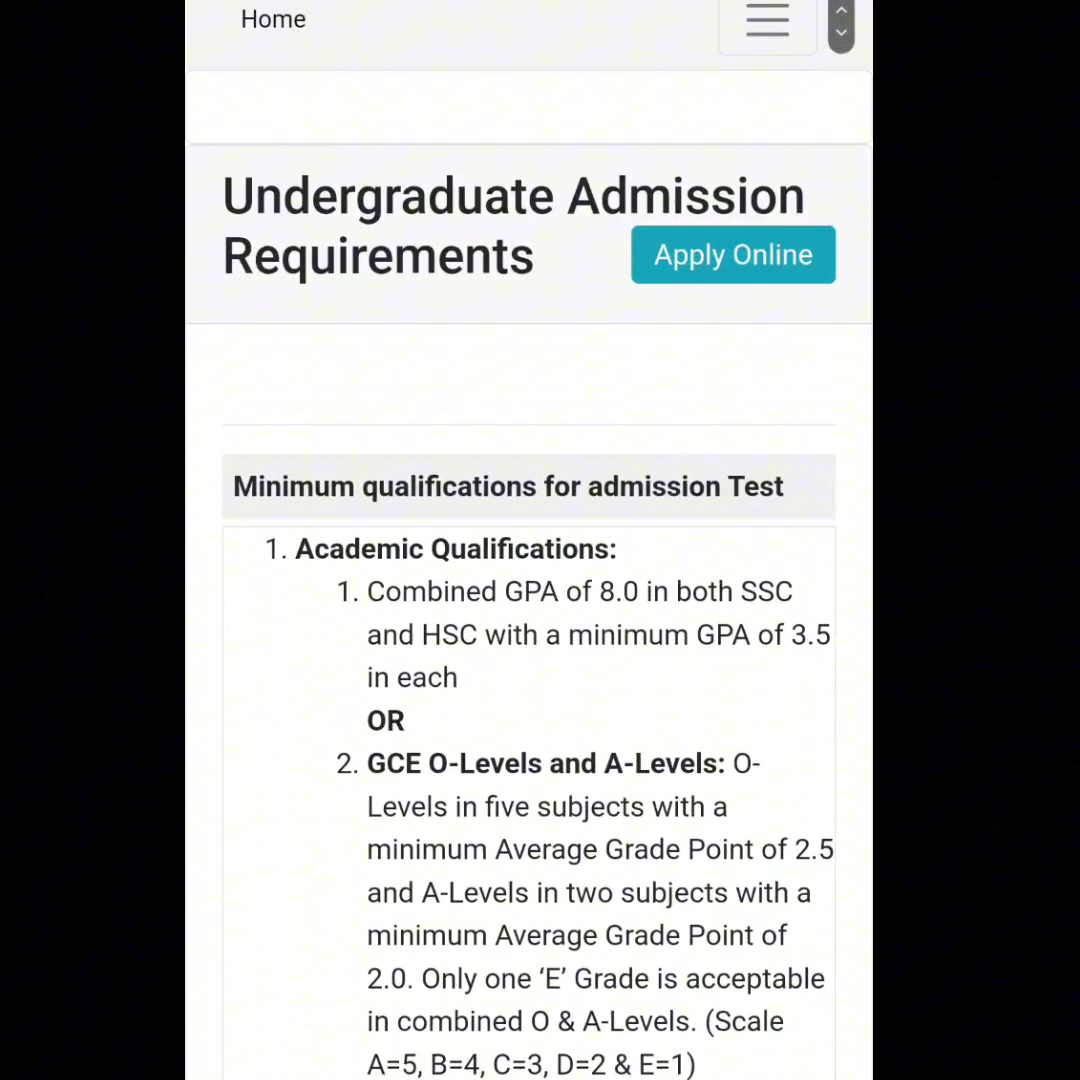 Home
Undergraduate Admission
Requirements
Apply Online
Minimum qualifications for admission Test
1. Academic Qualifications:
1. Combined GPA of 8.0 in both SSC
and HSC with a minimum GPA of 3.5
in each
OR
2. GCE O-Levels and A-Levels: O-
Levels in five subjects with a
minimum Average Grade Point of 2.5
and A-Levels in two subjects with a
minimum Average Grade Point of
2.0. Only one ‘E’ Grade is acceptable
in combined O & A-Levels. (Scale
A=5, B=4, C=3, D=2 & E=1)